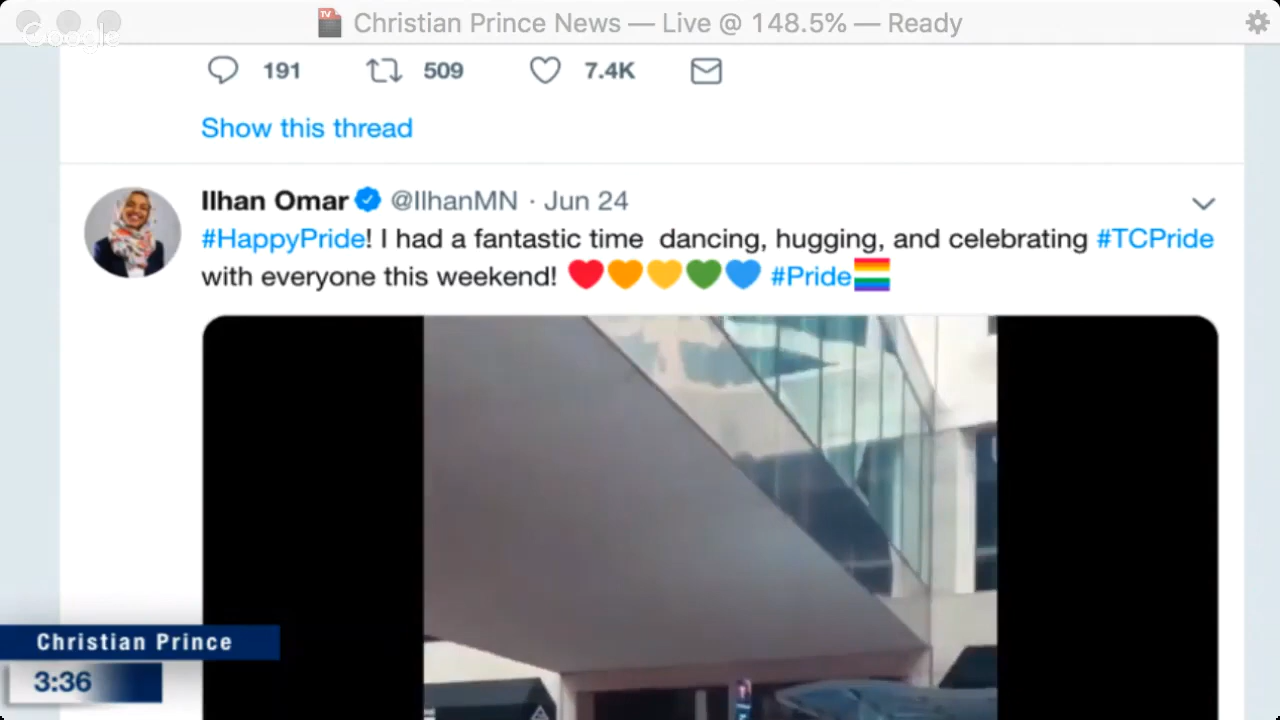 Christian Prince News — Live @ 148.5% — Ready
Google
191 509 7.4K
Show this thread
Ilhan Omar @IlhanMN · Jun 24
#HappyPride! I had a fantastic time dancing, hugging, and celebrating #TCPride
with everyone this weekend! ❤️🧡💛💚💙 #Pride
Christian Prince
3:36